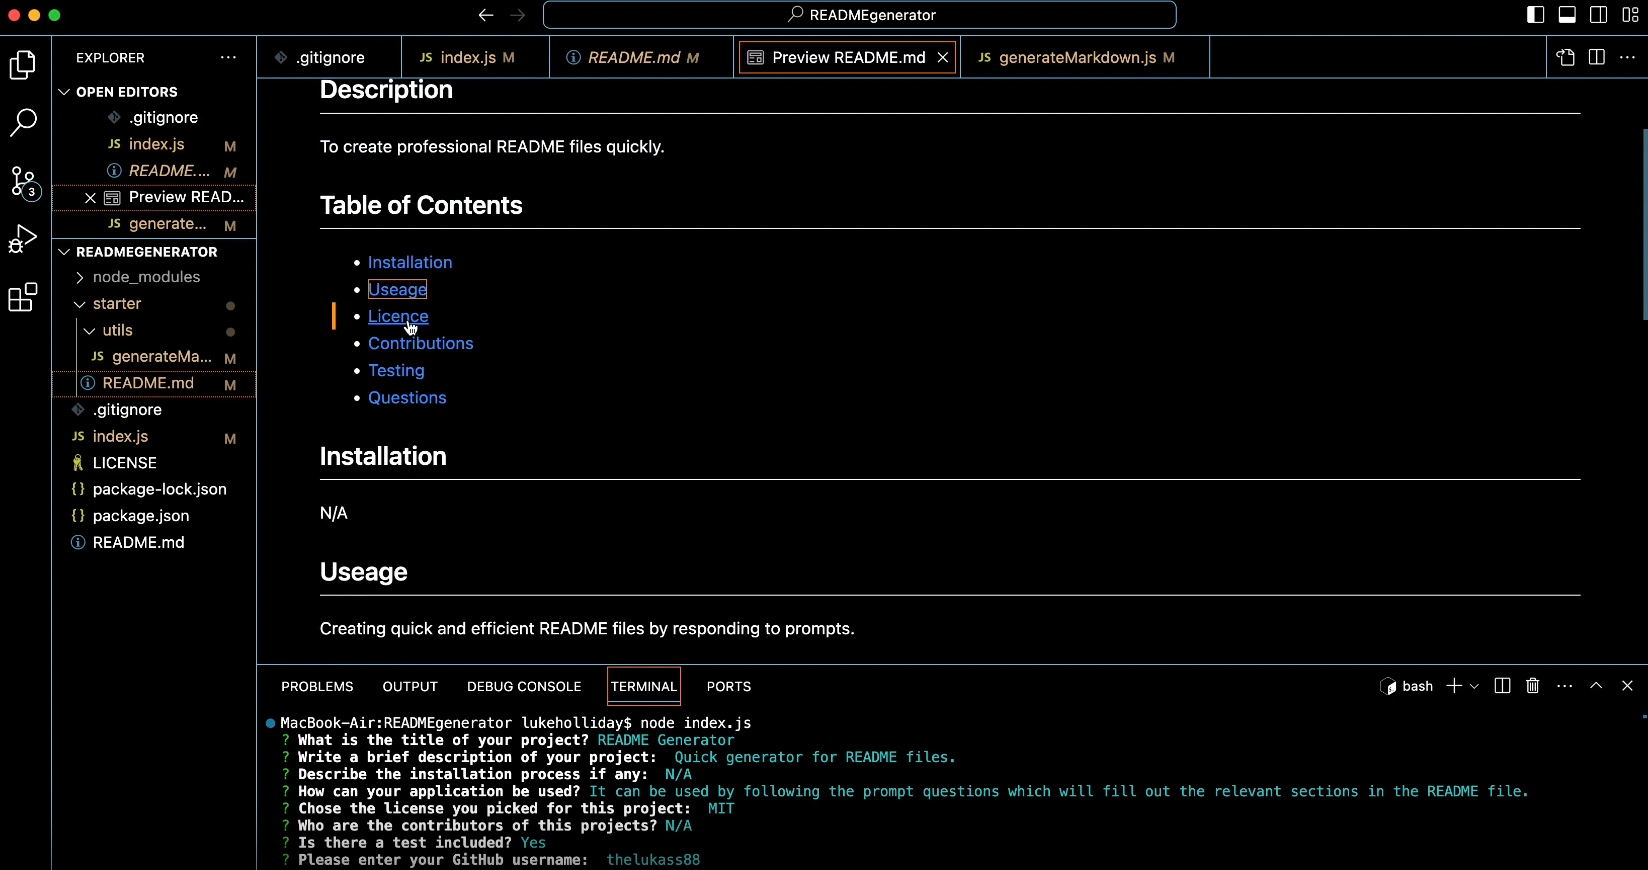 READMEgenerator
EXPLORER
.gitignore
JS index.js M
README.md M
Preview README.md
JS generateMarkdown.js M
OPEN EDITORS
.gitignore
JS index.js M
README.... M
Preview READ...
JS generate... M
READMEGENERATOR
node_modules
starter
utils
JS generateMa... M
README.md M
.gitignore
JS index.js M
LICENSE
{} package-lock.json
{} package.json
README.md
3
Description
To create professional README files quickly.
Table of Contents
• Installation
• Useage
• Licence
• Contributions
• Testing
• Questions
Installation
N/A
Useage
Creating quick and efficient README files by responding to prompts.
PROBLEMS OUTPUT DEBUG CONSOLE TERMINAL PORTS
bash
MacBook-Air:READMEgenerator lukeholliday$ node index.js
? What is the title of your project? README Generator
? Write a brief description of your project: Quick generator for README files.
? Describe the installation process if any: N/A
? How can your application be used? It can be used by following the prompt questions which will fill out the relevant sections in the README file.
? Chose the license you picked for this project: MIT
? Who are the contributors of this projects? N/A
? Is there a test included? Yes
? Please enter your GitHub username: thelukass88